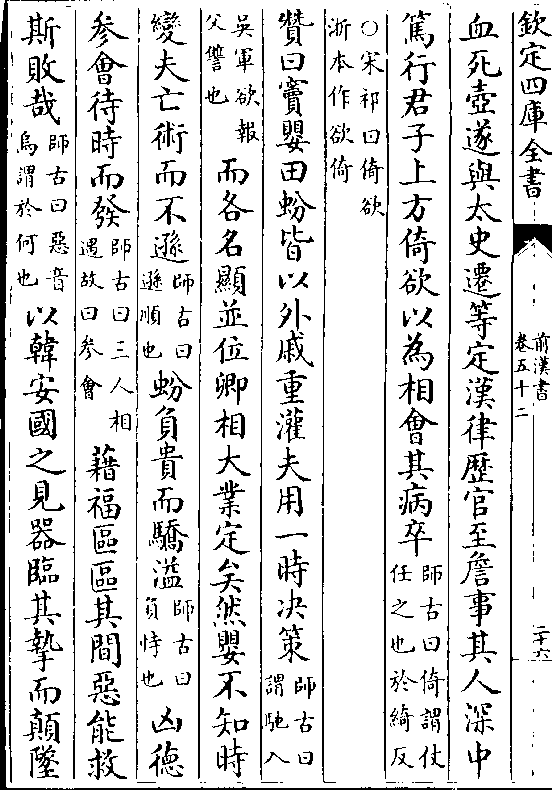 欽定四庫全書
前漢書
卷五十二
二十六
血死壺遂與太史遷等定漢律歷官至詹事其人深中
篤行君子上方倚欲以為相會其病卒師古曰倚謂仗任之也於綺反
○宋祁曰倚欲浙本作欲倚
贊曰竇嬰田蚡皆以外戚重灌夫用一時決策師古曰謂馳入
吳軍欲報父讐也而各名顯並位卿相大業定矣然嬰不知時
變夫亡術而不遜師古曰遜順也蚡負貴而驕溢師古曰負恃也凶德
參會待時而發師古曰三人相遇故曰參會藉福區區其間惡能救
斯敗哉師古曰惡音烏謂於何也以韓安國之見器臨其摯而顛墜